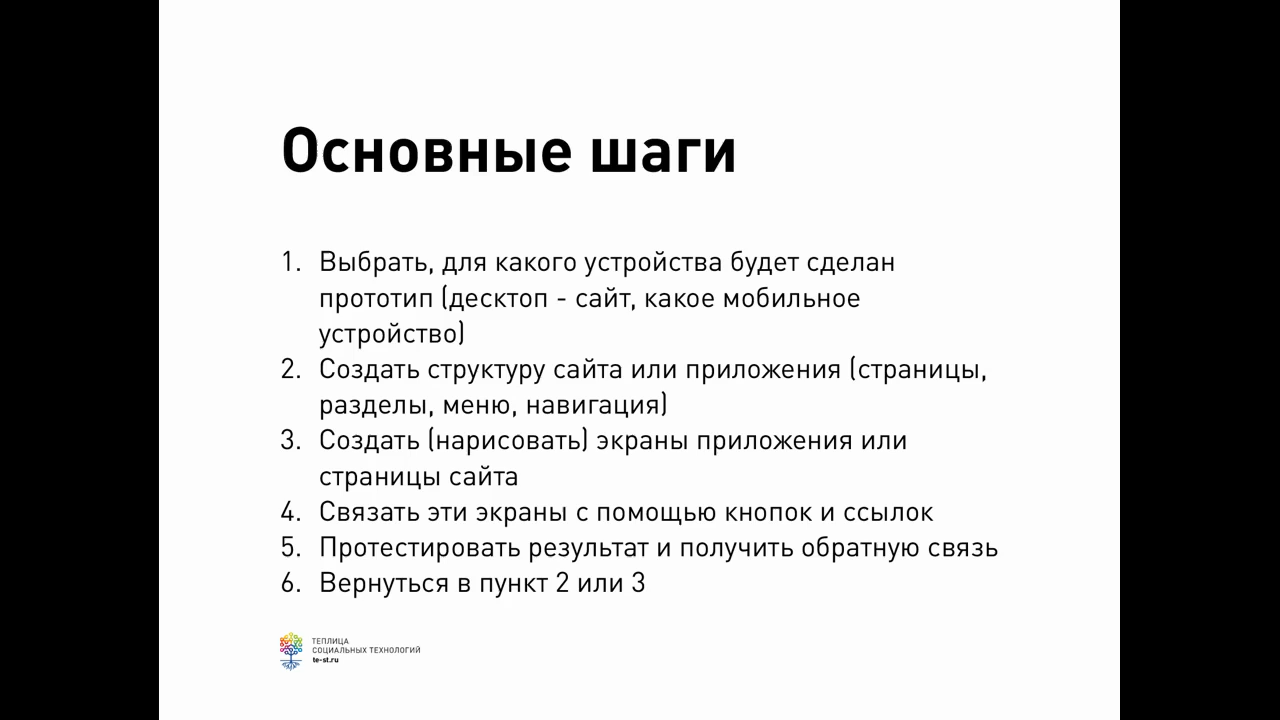 Основные шаги
1. Выбрать, для какого устройства будет сделан
прототип (десктоп - сайт, какое мобильное
устройство)
2. Создать структуру сайта или приложения (страницы,
разделы, меню, навигация)
3. Создать (нарисовать) экраны приложения или
страницы сайта
4. Связать эти экраны с помощью кнопок и ссылок
5. Протестировать результат и получить обратную связь
6. Вернуться в пункт 2 или 3
ТЕПЛИЦА
СОЦИАЛЬНЫХ ТЕХНОЛОГИЙ
te-st.ru